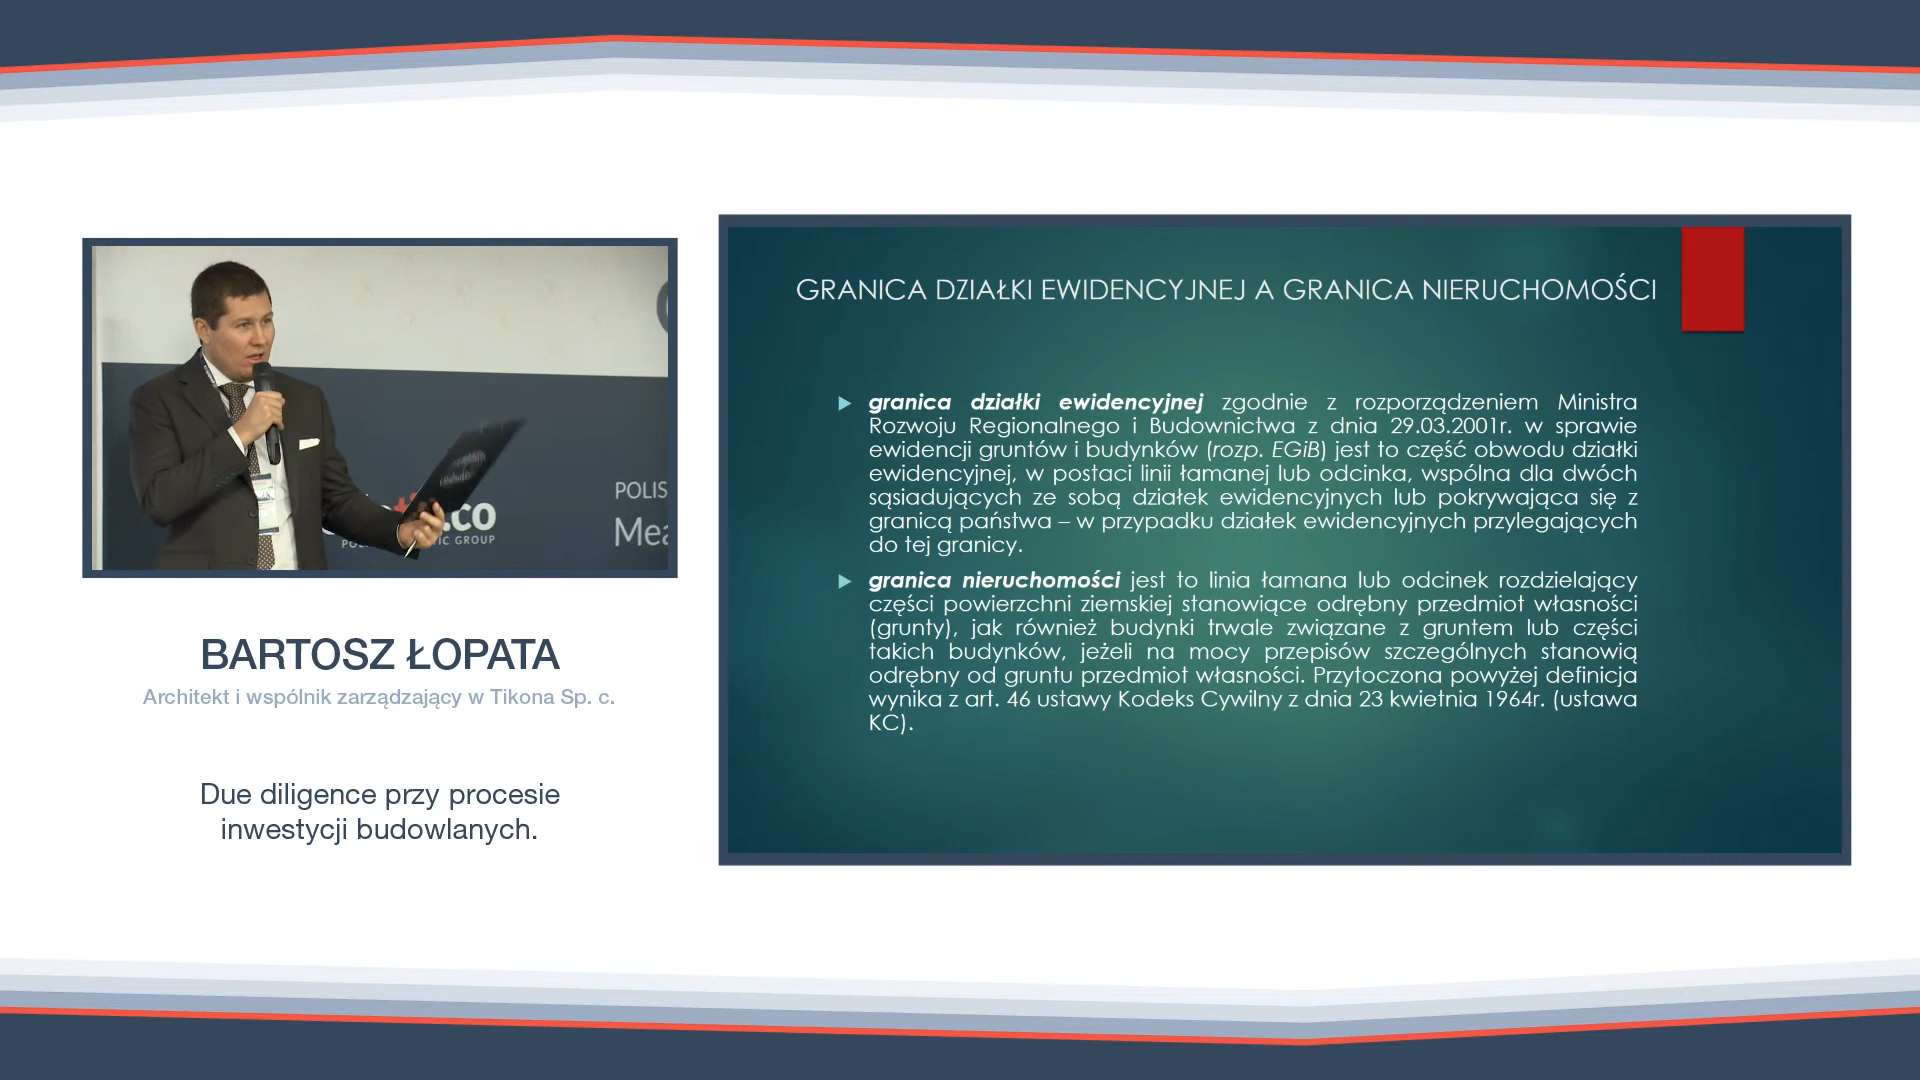 .co
GROUP
POLIS
Mea
BARTOSZ ŁOPATA
Architekt i wspólnik zarządzający w Tikona Sp. c.
Due diligence przy procesie
inwestycji budowlanych.
GRANICA DZIAŁKI EWIDENCYJNEJ A GRANICA NIERUCHOMOŚCI
granica działki ewidencyjnej zgodnie z rozporządzeniem Ministra
Rozwoju Regionalnego i Budownictwa z dnia 29.03.2001r. w sprawie
ewidencji gruntów i budynków (rozp. EGiB) jest to część obwodu działki
ewidencyjnej, w postaci linii łamanej lub odcinka, wspólna dla dwóch
sąsiadujących ze sobą działek ewidencyjnych lub pokrywająca się z
granicą państwa – w przypadku działek ewidencyjnych przylegających
do tej granicy.
granica nieruchomości jest to linia łamana lub odcinek rozdzielający
części powierzchni ziemskiej stanowiące odrębny przedmiot własności
(grunty), jak również budynki trwale związane z gruntem lub części
takich budynków, jeżeli na mocy przepisów szczególnych stanowią
odrębny od gruntu przedmiot własności. Przytoczona powyżej definicja
wynika z art. 46 ustawy Kodeks Cywilny z dnia 23 kwietnia 1964r. (ustawa
KC).